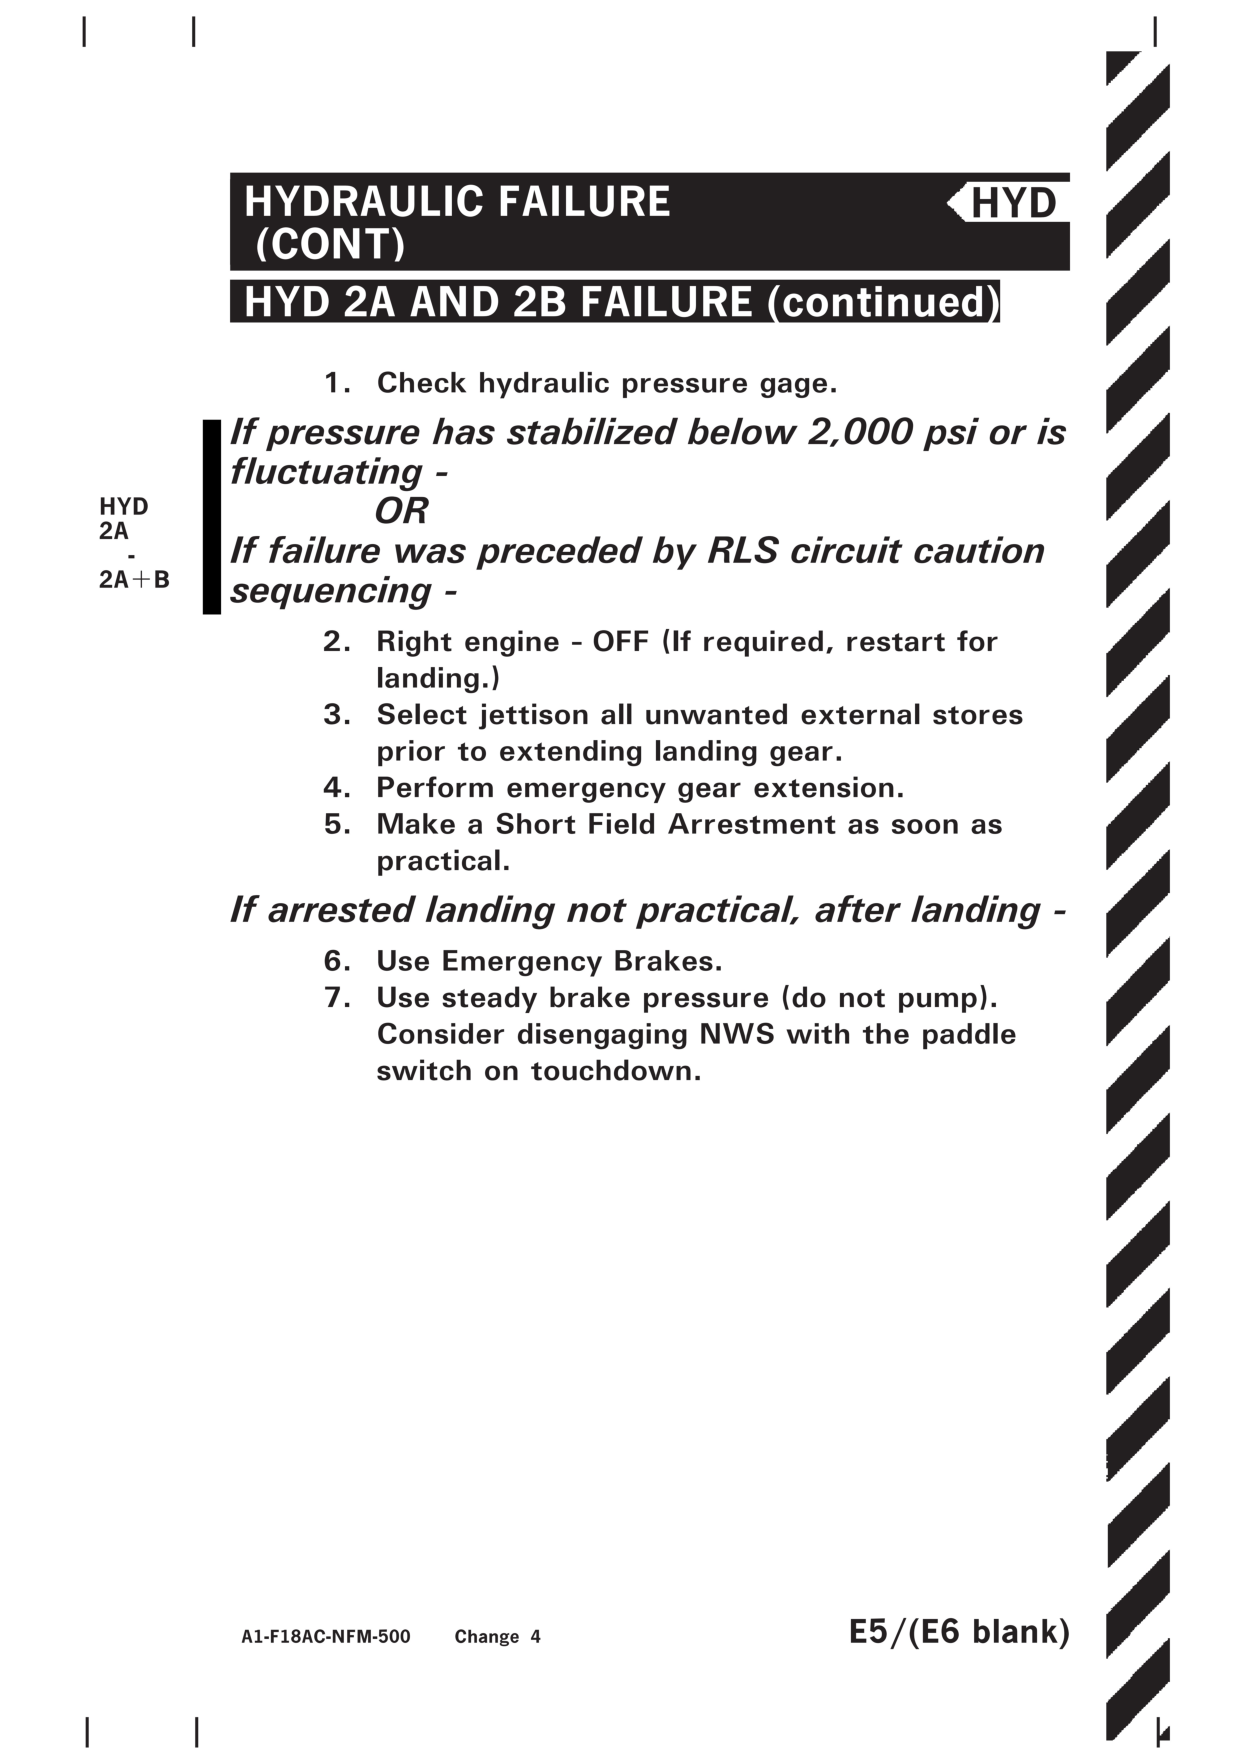 HYDRAULIC FAILURE
(CONT)
HYD
HYD 2A AND 2B FAILURE (continued)
1. Check hydraulic pressure gage.
If pressure has stabilized below 2,000 psi or is
fluctuating -
OR
If failure was preceded by RLS circuit caution
sequencing -
HYD
2A
-
2A+B
2. Right engine - OFF (If required, restart for
landing.)
3. Select jettison all unwanted external stores
prior to extending landing gear.
4. Perform emergency gear extension.
5. Make a Short Field Arrestment as soon as
practical.
If arrested landing not practical, after landing -
6. Use Emergency Brakes.
7. Use steady brake pressure (do not pump).
Consider disengaging NWS with the paddle
switch on touchdown.
A1-F18AC-NFM-500 Change 4
E5/(E6 blank)